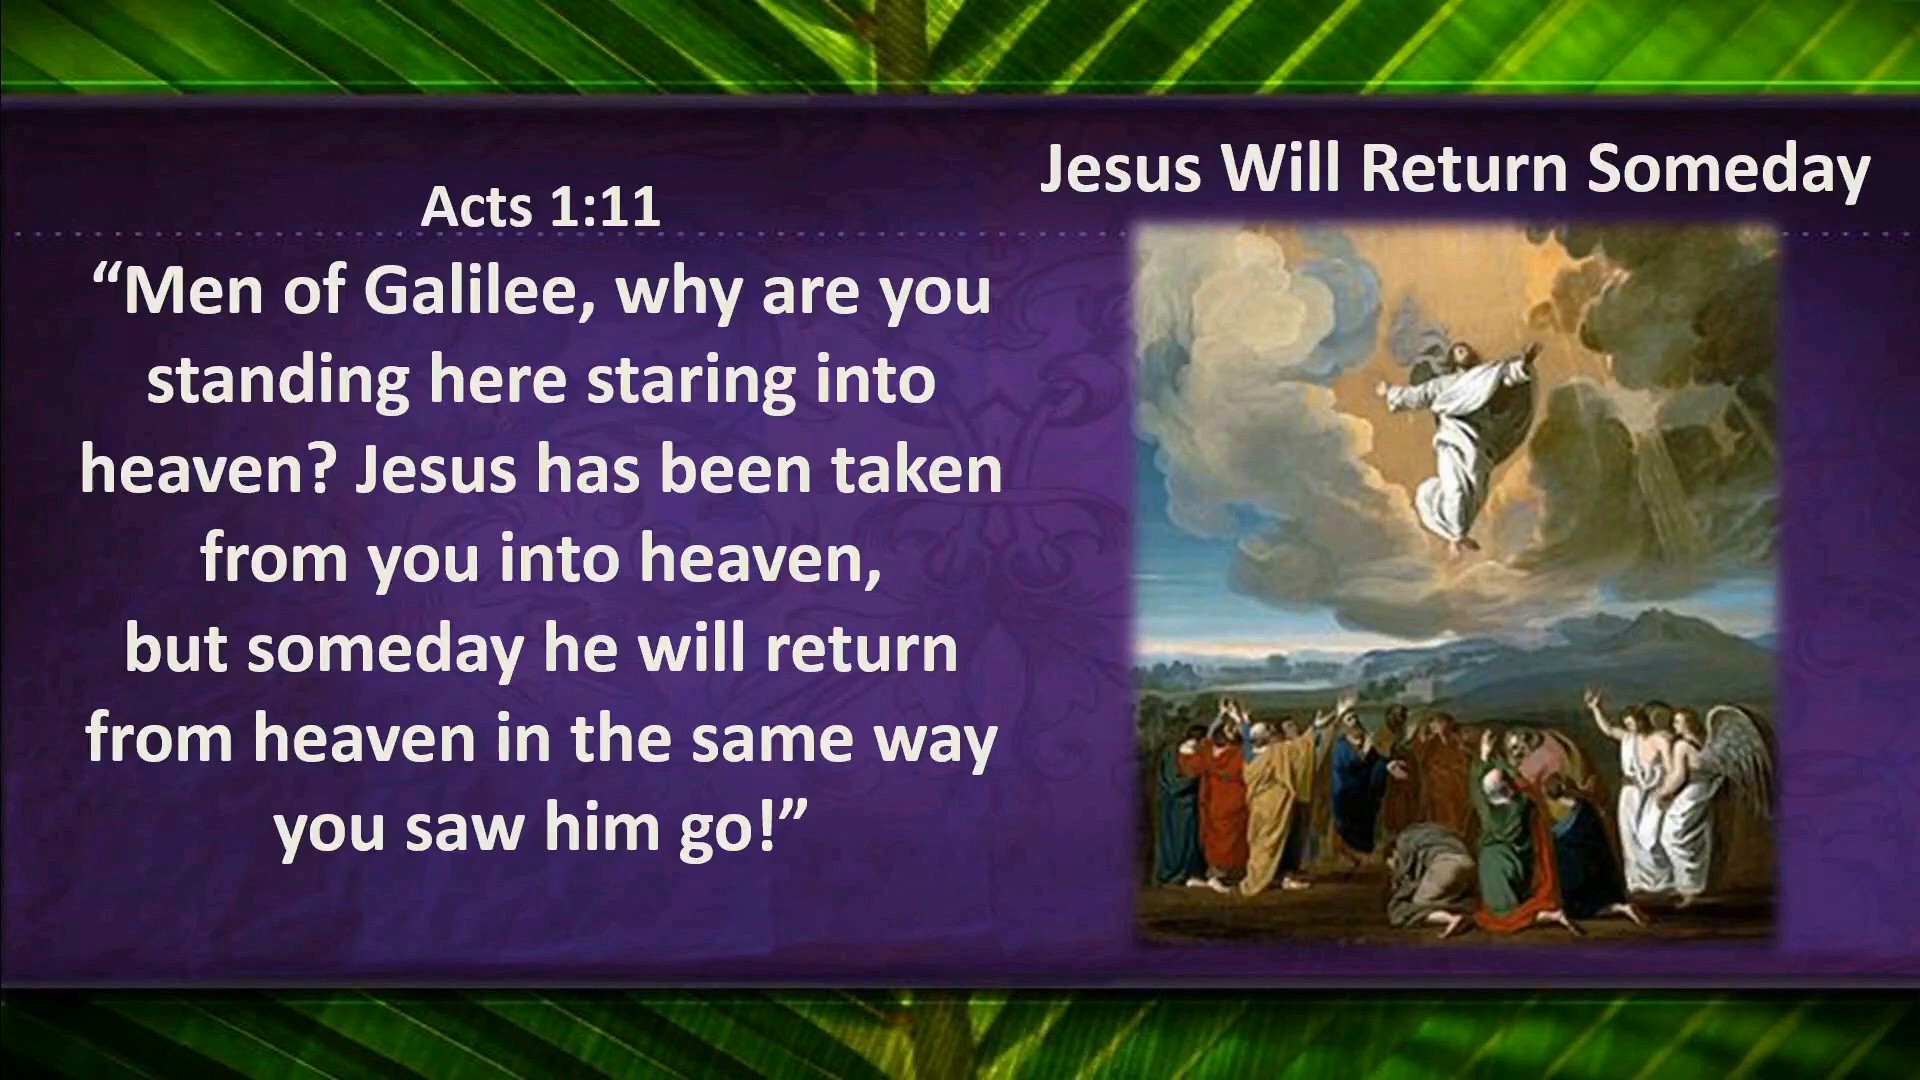 Jesus Will Return Someday
Acts 1:11
“Men of Galilee, why are you
standing here staring into
heaven? Jesus has been taken
from you into heaven,
but someday he will return
from heaven in the same way
you saw him go!”